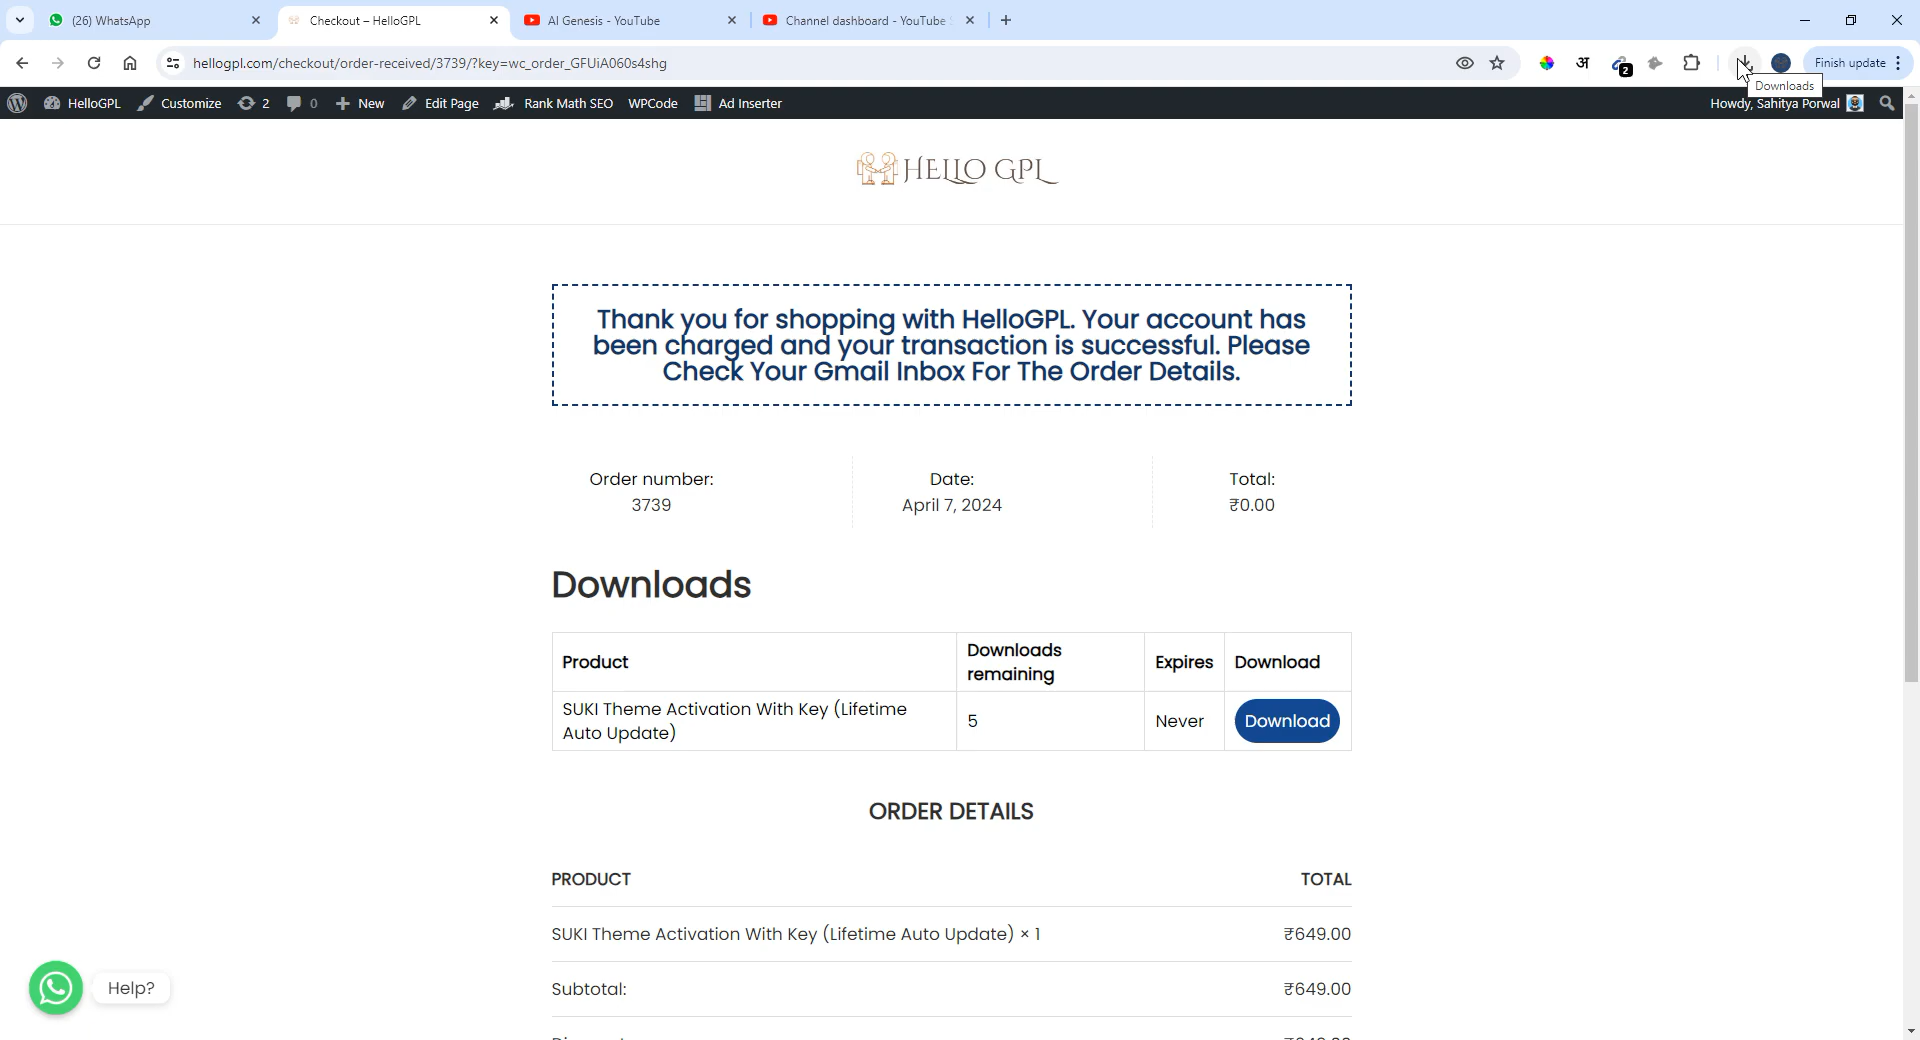 (26) WhatsApp
Checkout – HelloGPL
AI Genesis - YouTube
Channel dashboard - YouTube
hellogpl.com/checkout/order-received/3739/?key=wc_order_GFUiA060s4shg
अ
2
Finish update
Downloads
HelloGPL
Customize
2
0
New
Edit Page
Rank Math SEO
WPCode
Ad Inserter
Howdy, Sahitya Porwal
HELLO GPL
Thank you for shopping with HelloGPL. Your account has
been charged and your transaction is successful. Please
Check Your Gmail Inbox For The Order Details.
Order number:
3739
Date:
April 7, 2024
Total:
₹0.00
Downloads
Product
Downloads
remaining
Expires
Download
SUKI Theme Activation With Key (Lifetime
Auto Update)
5
Never
Download
ORDER DETAILS
PRODUCT
TOTAL
SUKI Theme Activation With Key (Lifetime Auto Update) × 1
₹649.00
Subtotal:
₹649.00
Help?